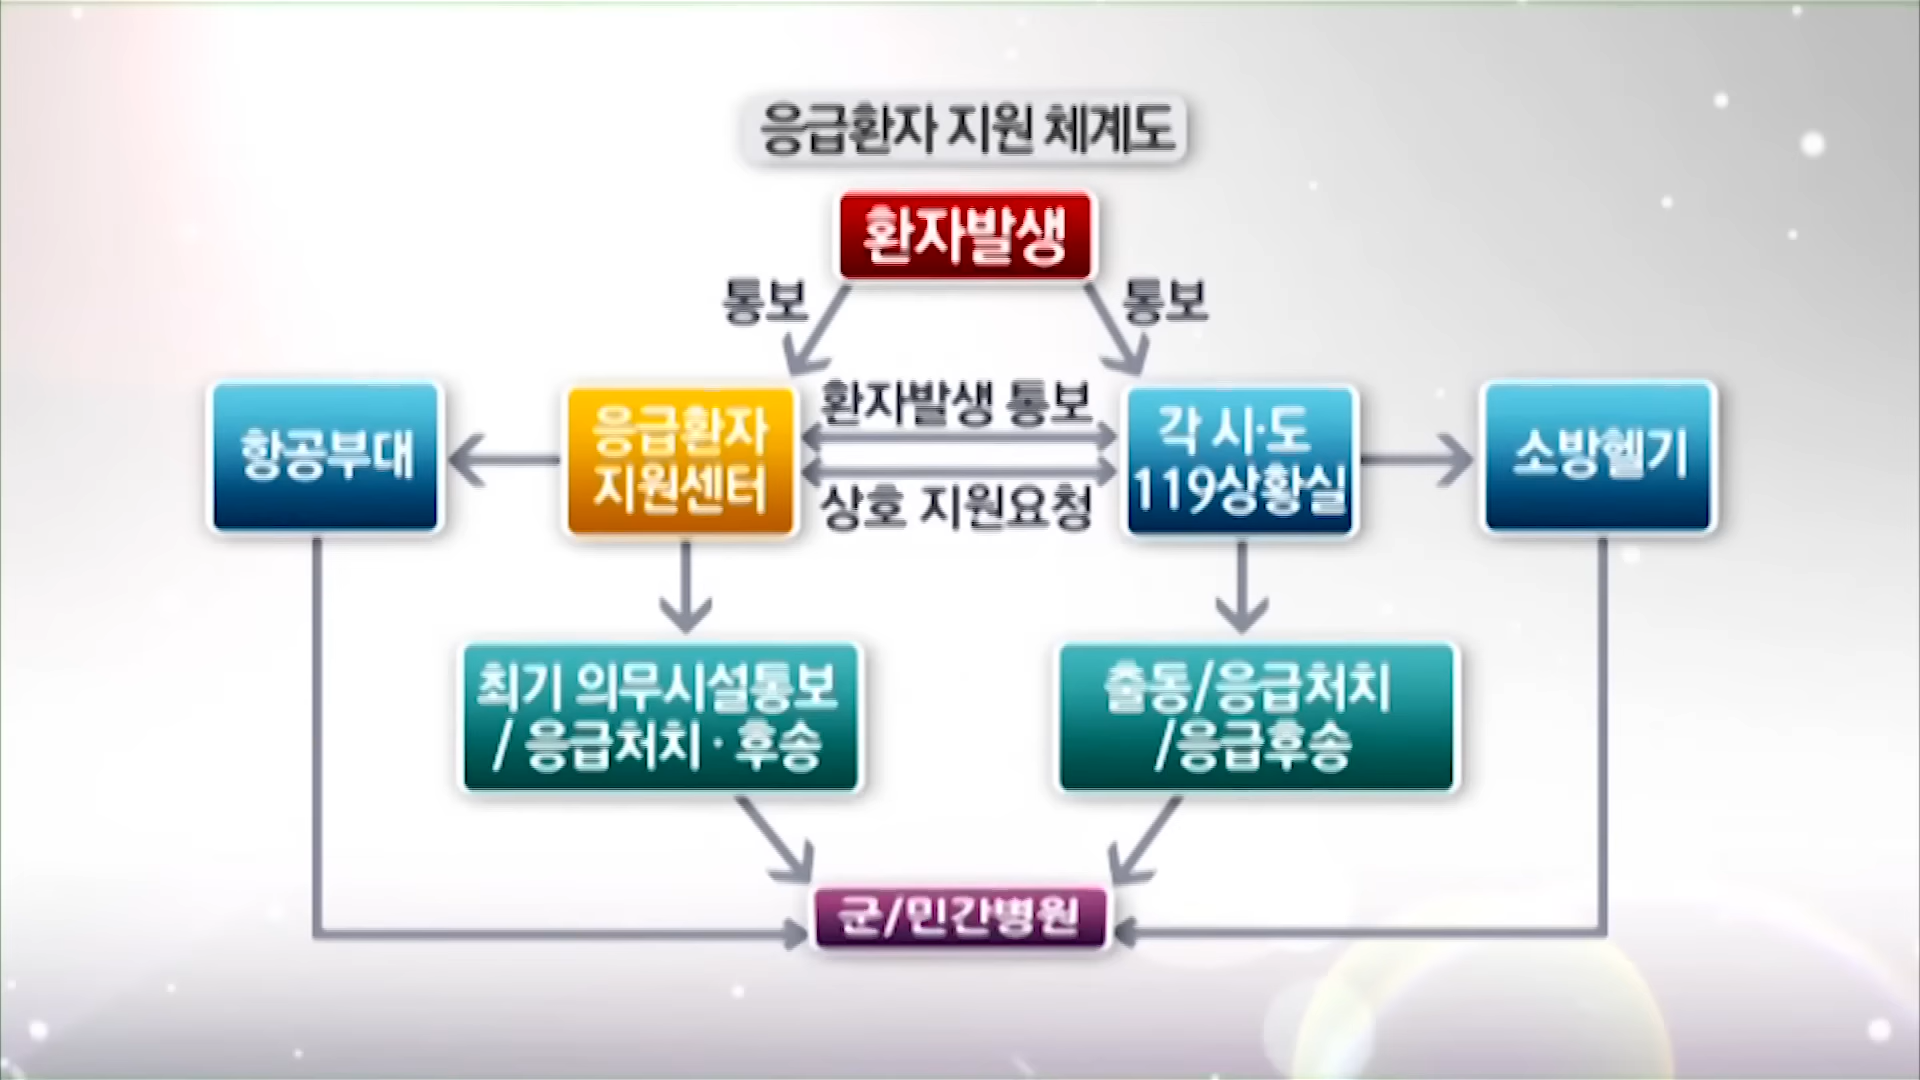 응급환자 지원 체계도
환자발생
통보
통보
환자발생 통보
항공부대
응급환자
지원센터
각 시·도
119상황실
소방헬기
상호 지원요청
최기 의무시설통보
/ 응급처치 · 후송
출동/응급처치
/응급후송
군/민간병원